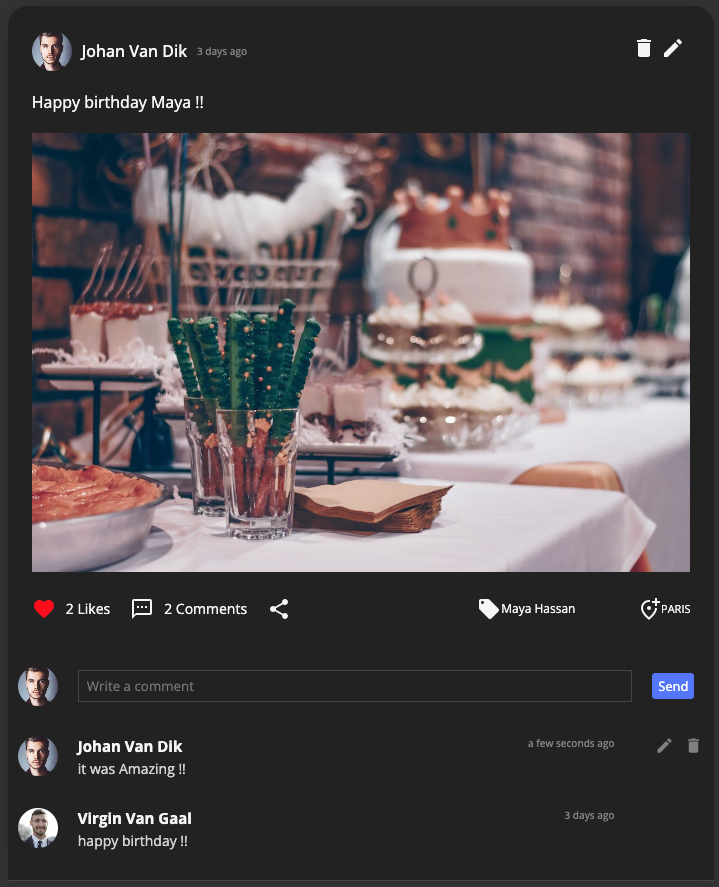 Johan Van Dik 3 days ago
Happy birthday Maya !!
2 Likes 2 Comments Maya Hassan PARIS
Write a comment Send
Johan Van Dik a few seconds ago
it was Amazing !!
Virgin Van Gaal 3 days ago
happy birthday !!